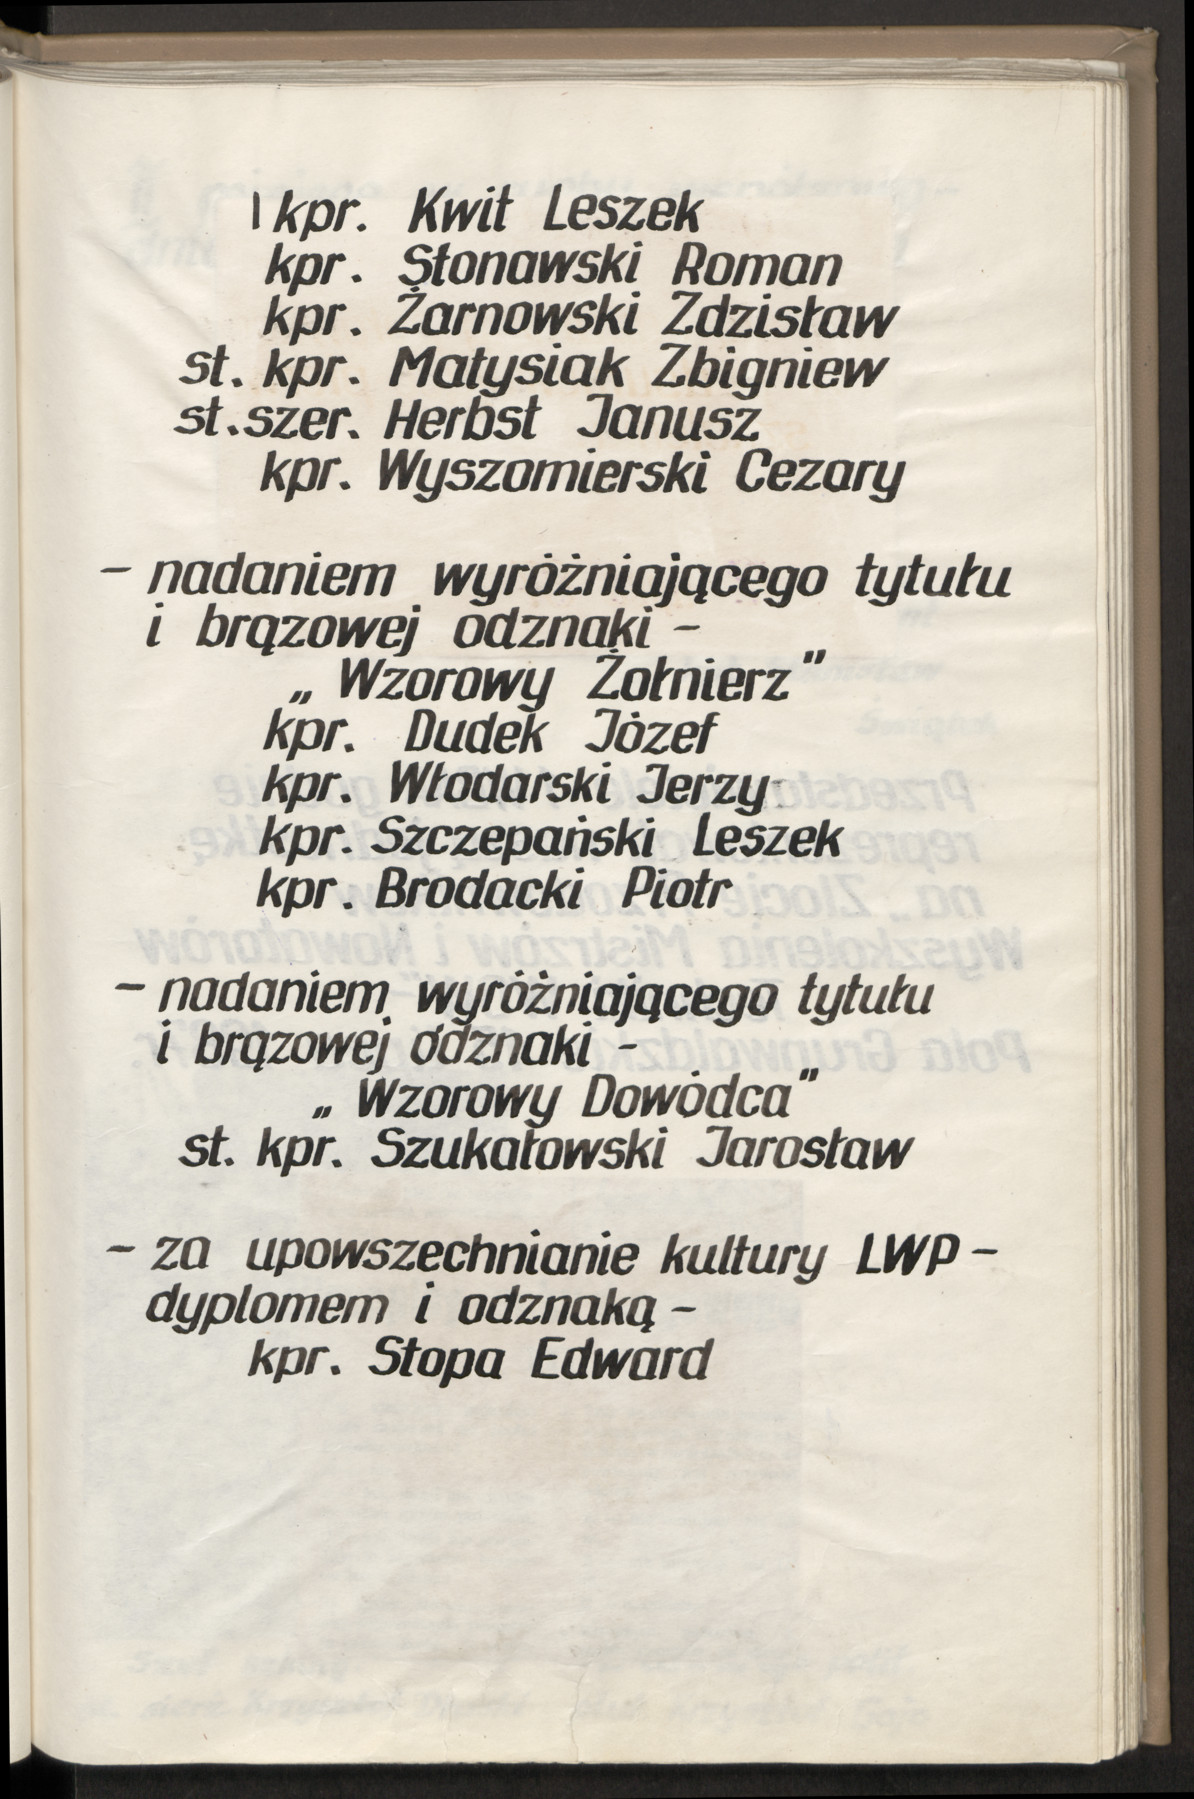 kpr. Kwit Leszek
kpr. Stonawski Roman
kpr. Żarnowski Zdzisław
st. kpr. Matysiak Zbigniew
st. szer. Herbst Janusz
kpr. Wyszomierski Cezary
- nadaniem wyróżniającego tytułu
i brązowej odznaki -
„Wzorowy Żołnierz"
kpr. Dudek Józef
kpr. Włodarski Jerzy
kpr. Szczepański Leszek
kpr. Brodacki Piotr
- nadaniem wyróżniającego tytułu
i brązowej odznaki -
„Wzorowy Dowódca"
st. kpr. Szukałowski Jarosław
- za upowszechnianie kultury LWP -
dyplomem i odznaką -
kpr. Stopa Edward